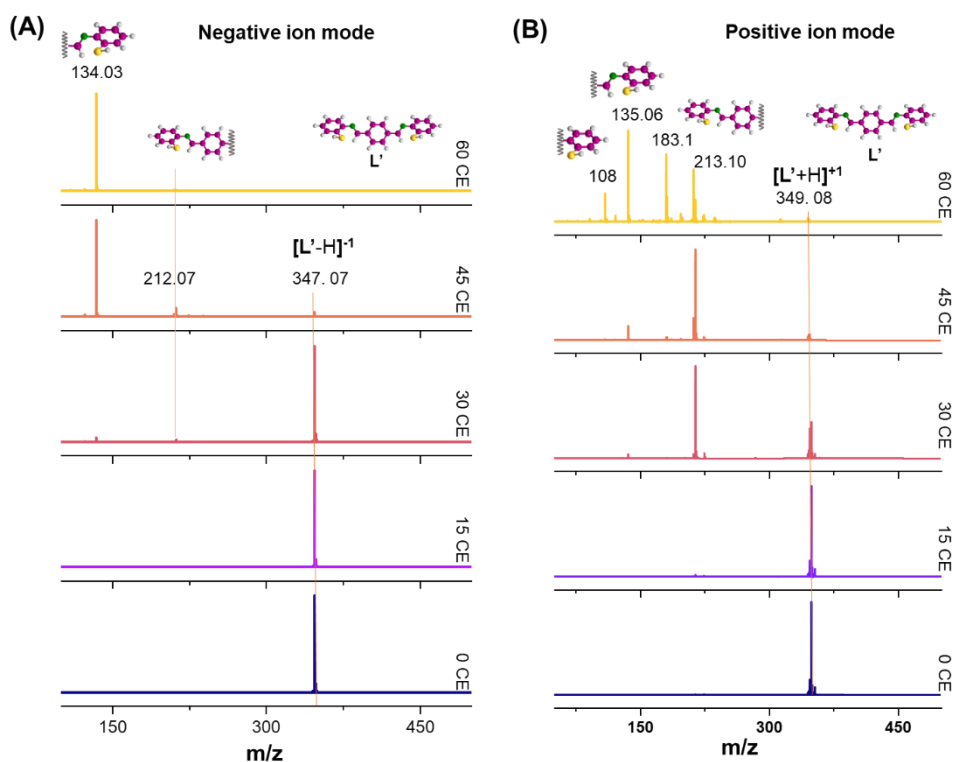 (A)
Negative ion mode
134.03
L'
60 CE
[L'-H]-1
212.07
347. 07
45 CE
30 CE
15 CE
0 CE
150
300
450
m/z
(B)
Positive ion mode
135.06
183.1
213.10
108
L'
[L'+H]+1
349. 08
60 CE
45 CE
30 CE
15 CE
0 CE
150
300
450
m/z